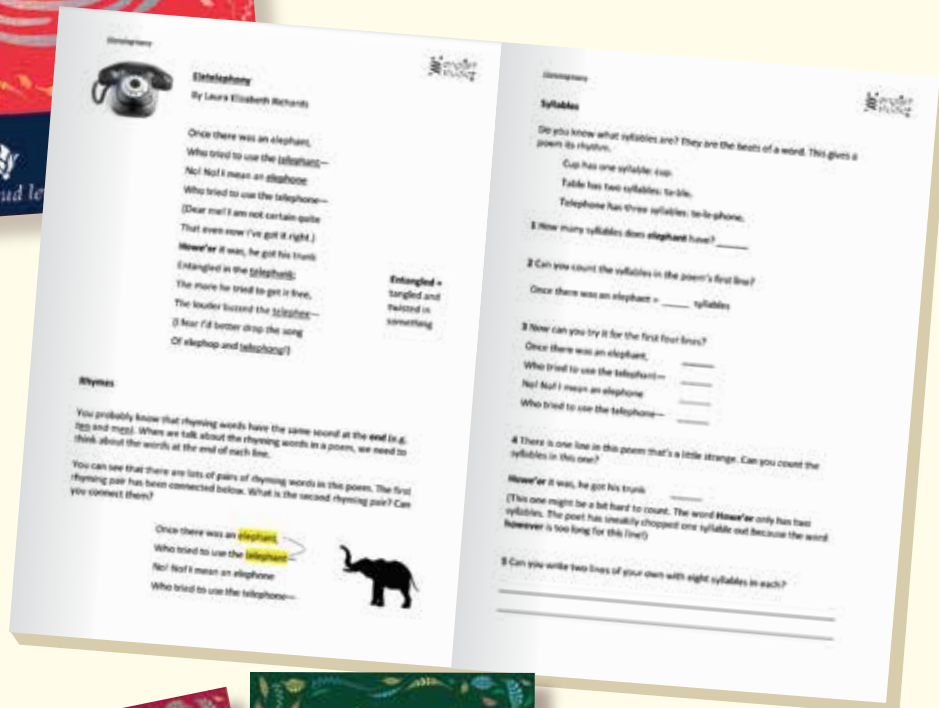 ud le
Eletelephony
Eletelephony
By Laura Elizabeth Richards
Once there was an elephant,
Who tried to use the telephant—
No! No! I mean an elephone
Who tried to use the telephone—
(Dear me! I am not certain quite
That even now I've got it right.)
Howe'er it was, he got his trunk
Entangled in the telephunk;
The more he tried to get it free,
The louder buzzed the telephee—
(I fear I'd better drop the song
Of elephop and telephong!)
Entangled =
tangled and
twisted in
something
Rhymes
You probably know that rhyming words have the same sound at the end (e.g.
ten and men). When we talk about the rhyming words in a poem, we need to
think about the words at the end of each line.
You can see that there are lots of pairs of rhyming words in this poem. The first
rhyming pair has been connected below. What is the second rhyming pair? Can
you connect them?
Once there was an elephant,
Who tried to use the telephant—
No! No! I mean an elephone
Who tried to use the telephone—
Eletelephony
Syllables
Do you know what syllables are? They are the beats of a word. This gives a
poem its rhythm.
Cup has one syllable: cup.
Table has two syllables: ta-ble.
Telephone has three syllables: te-le-phone.
1 How many syllables does elephant have? _____
2 Can you count the syllables in the poem's first line?
Once there was an elephant = _____ syllables
3 Now can you try it for the first four lines?
Once there was an elephant, _____
Who tried to use the telephant— _____
No! No! I mean an elephone _____
Who tried to use the telephone— _____
4 There is one line in this poem that's a little strange. Can you count the
syllables in this one?
Howe'er it was, he got his trunk _____
(This one might be a bit hard to count. The word Howe'er only has two
syllables. The poet has sneakily chopped one syllable out because the word
however is too long for this line!)
5 Can you write two lines of your own with eight syllables in each?